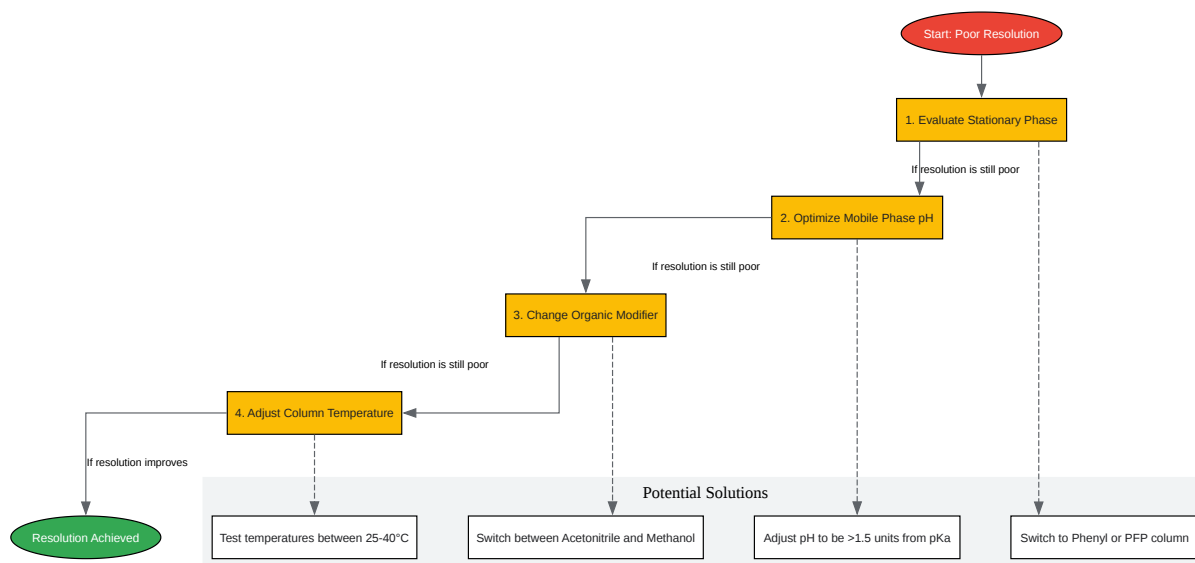 Start: Poor Resolution
1. Evaluate Stationary Phase
If resolution is still poor
2. Optimize Mobile Phase pH
If resolution is still poor
3. Change Organic Modifier
If resolution is still poor
4. Adjust Column Temperature
If resolution improves
Potential Solutions
Resolution Achieved
Test temperatures between 25-40°C
Switch between Acetonitrile and Methanol
Adjust pH to be >1.5 units from pKa
Switch to Phenyl or PFP column